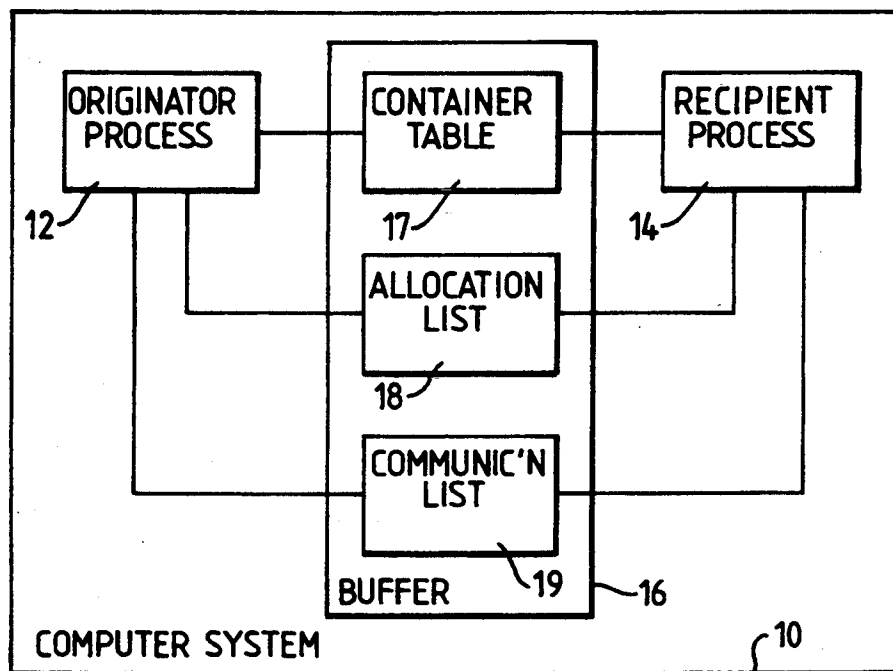 ORIGINATOR
PROCESS
12
CONTAINER
TABLE
17
RECIPIENT
PROCESS
14
ALLOCATION
LIST
18
COMMUNIC'N
LIST
19
BUFFER
16
COMPUTER SYSTEM
10